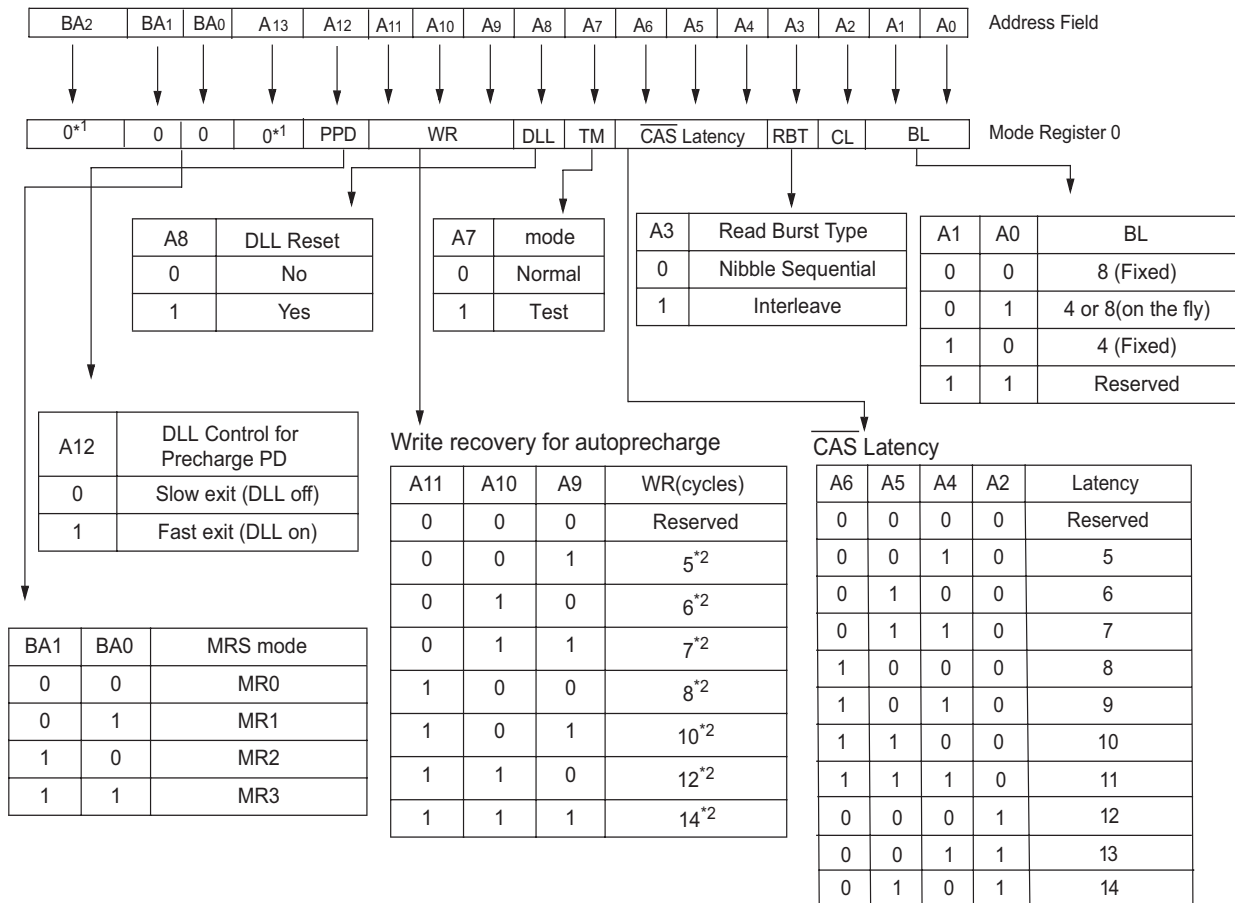 BA2 BA1 BA0 A13 A12 A11 A10 A9 A8 A7 A6 A5 A4 A3 A2 A1 A0 Address Field
0*1 0 0 0*1 PPD WR DLL TM CAS Latency RBT CL BL Mode Register 0
A8 DLL Reset
0 No
1 Yes
A7 mode
0 Normal
1 Test
A3 Read Burst Type
0 Nibble Sequential
1 Interleave
A1 A0 BL
0 0 8 (Fixed)
0 1 4 or 8(on the fly)
1 0 4 (Fixed)
1 1 Reserved
A12 DLL Control for
Precharge PD
0 Slow exit (DLL off)
1 Fast exit (DLL on)
BA1 BA0 MRS mode
0 0 MR0
0 1 MR1
1 0 MR2
1 1 MR3
Write recovery for autoprecharge
A11 A10 A9 WR(cycles)
0 0 0 Reserved
0 0 1 5*2
0 1 0 6*2
0 1 1 7*2
1 0 0 8*2
1 0 1 10*2
1 1 0 12*2
1 1 1 14*2
CAS Latency
A6 A5 A4 A2 Latency
0 0 0 0 Reserved
0 0 1 0 5
0 1 0 0 6
0 1 1 0 7
1 0 0 0 8
1 0 1 0 9
1 1 0 0 10
1 1 1 0 11
0 0 0 1 12
0 0 1 1 13
0 1 0 1 14